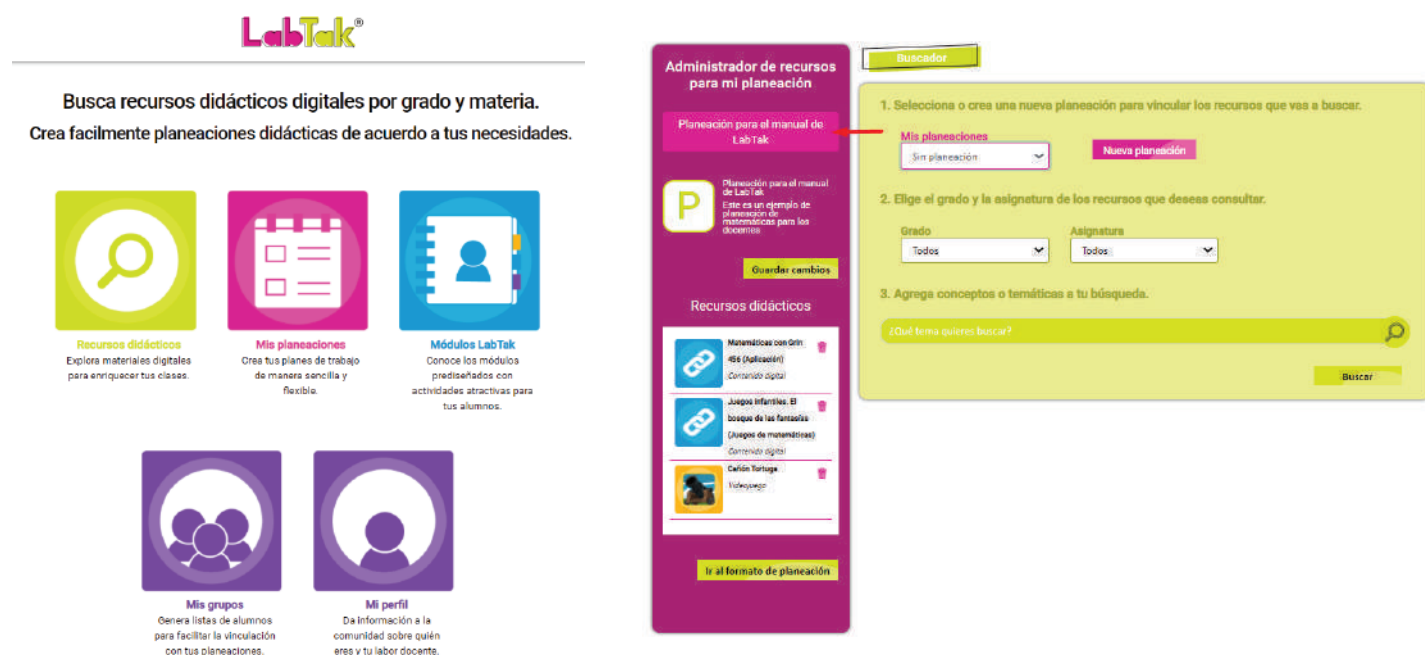 LabTak®
Busca recursos didácticos digitales por grado y materia.
Crea facilmente planeaciones didácticas de acuerdo a tus necesidades.
Recursos didácticos
Explora materiales digitales
para enriquecer tus clases.
Mis planeaciones
Crea tus planes de trabajo
de manera sencilla y
flexible.
Módulos LabTak
Conoce los módulos
prediseñados con
actividades atractivas para
tus alumnos.
Mis grupos
Genera listas de alumnos
para facilitar la vinculación
con tus planeaciones.
Mi perfil
Da información a la
comunidad sobre quién
eres y tu labor docente.
Administrador de recursos
para mi planeación
Planeación para el manual de
LabTak
P
Planeación para el manual
de LabTak
Este es un ejemplo de
planeación de
matemáticas para los
docentes
Guardar cambios
Recursos didácticos
Matemáticas con Grin
456 (Aplicación)
Contenido digital
Juegos infantiles. El
bosque de las fantasías
(Juegos de matemáticas)
Contenido digital
Cañón Tortuga
Videojuego
Ir al formato de planeación
Buscador
1. Selecciona o crea una nueva planeación para vincular los recursos que vas a buscar.
Mis planeaciones
Sin planeación
Nueva planeación
2. Elige el grado y la asignatura de los recursos que deseas consultar.
Grado
Todos
Asignatura
Todos
3. Agrega conceptos o temáticas a tu búsqueda.
¿Qué tema quieres buscar?
Buscar